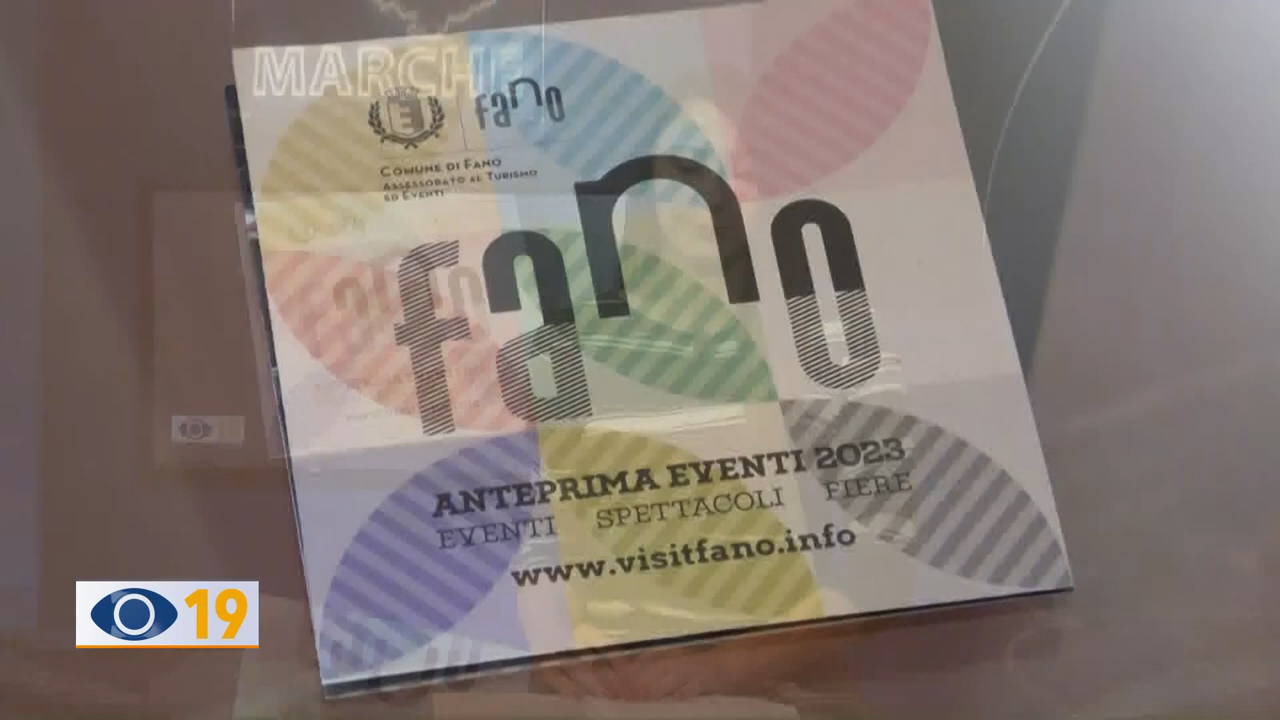 MARCHE
fano
COMUNE DI FANO
ASSESSORATO AL TURISMO
ED EVENTI
fano
ANTEPRIMA EVENTI 2023
EVENTI SPETTACOLI FIERE
www.visitfano.info
19